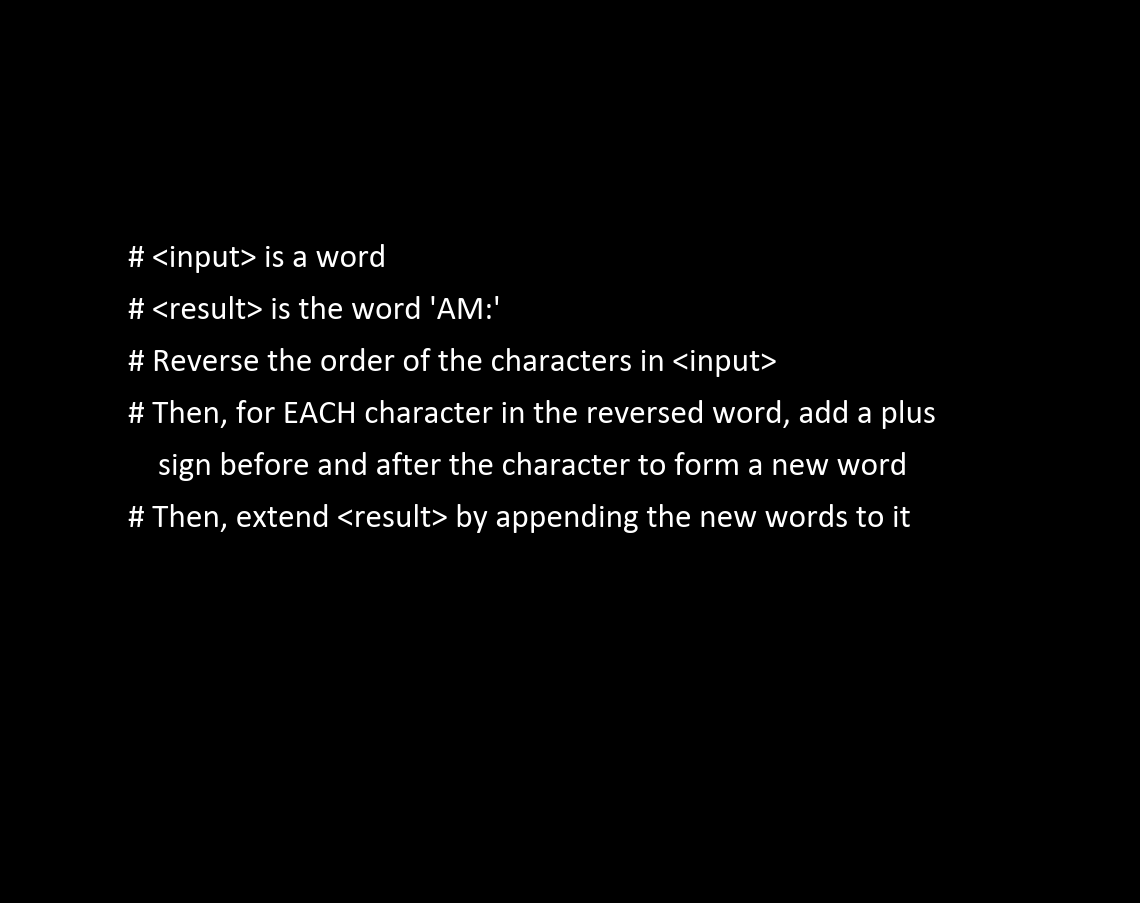 # <input> is a word
# <result> is the word 'AM:'
# Reverse the order of the characters in <input>
# Then, for EACH character in the reversed word, add a plus
sign before and after the character to form a new word
# Then, extend <result> by appending the new words to it